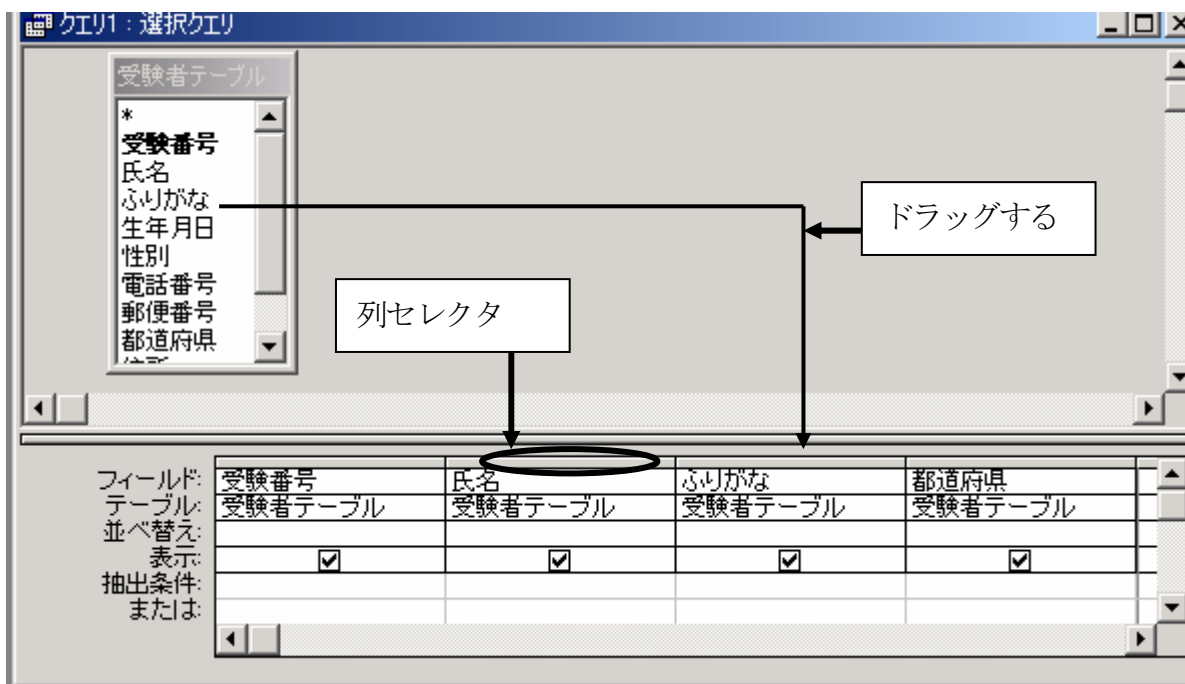 クエリ1 : 選択クエリ
受験者テーブル
*
受験番号
氏名
ふりがな
生年月日
性別
電話番号
郵便番号
都道府県
ドラッグする
列セレクタ
フィールド: 受験番号 氏名 ふりがな 都道府県
テーブル: 受験者テーブル 受験者テーブル 受験者テーブル 受験者テーブル
並べ替え:
表示:
抽出条件:
または: